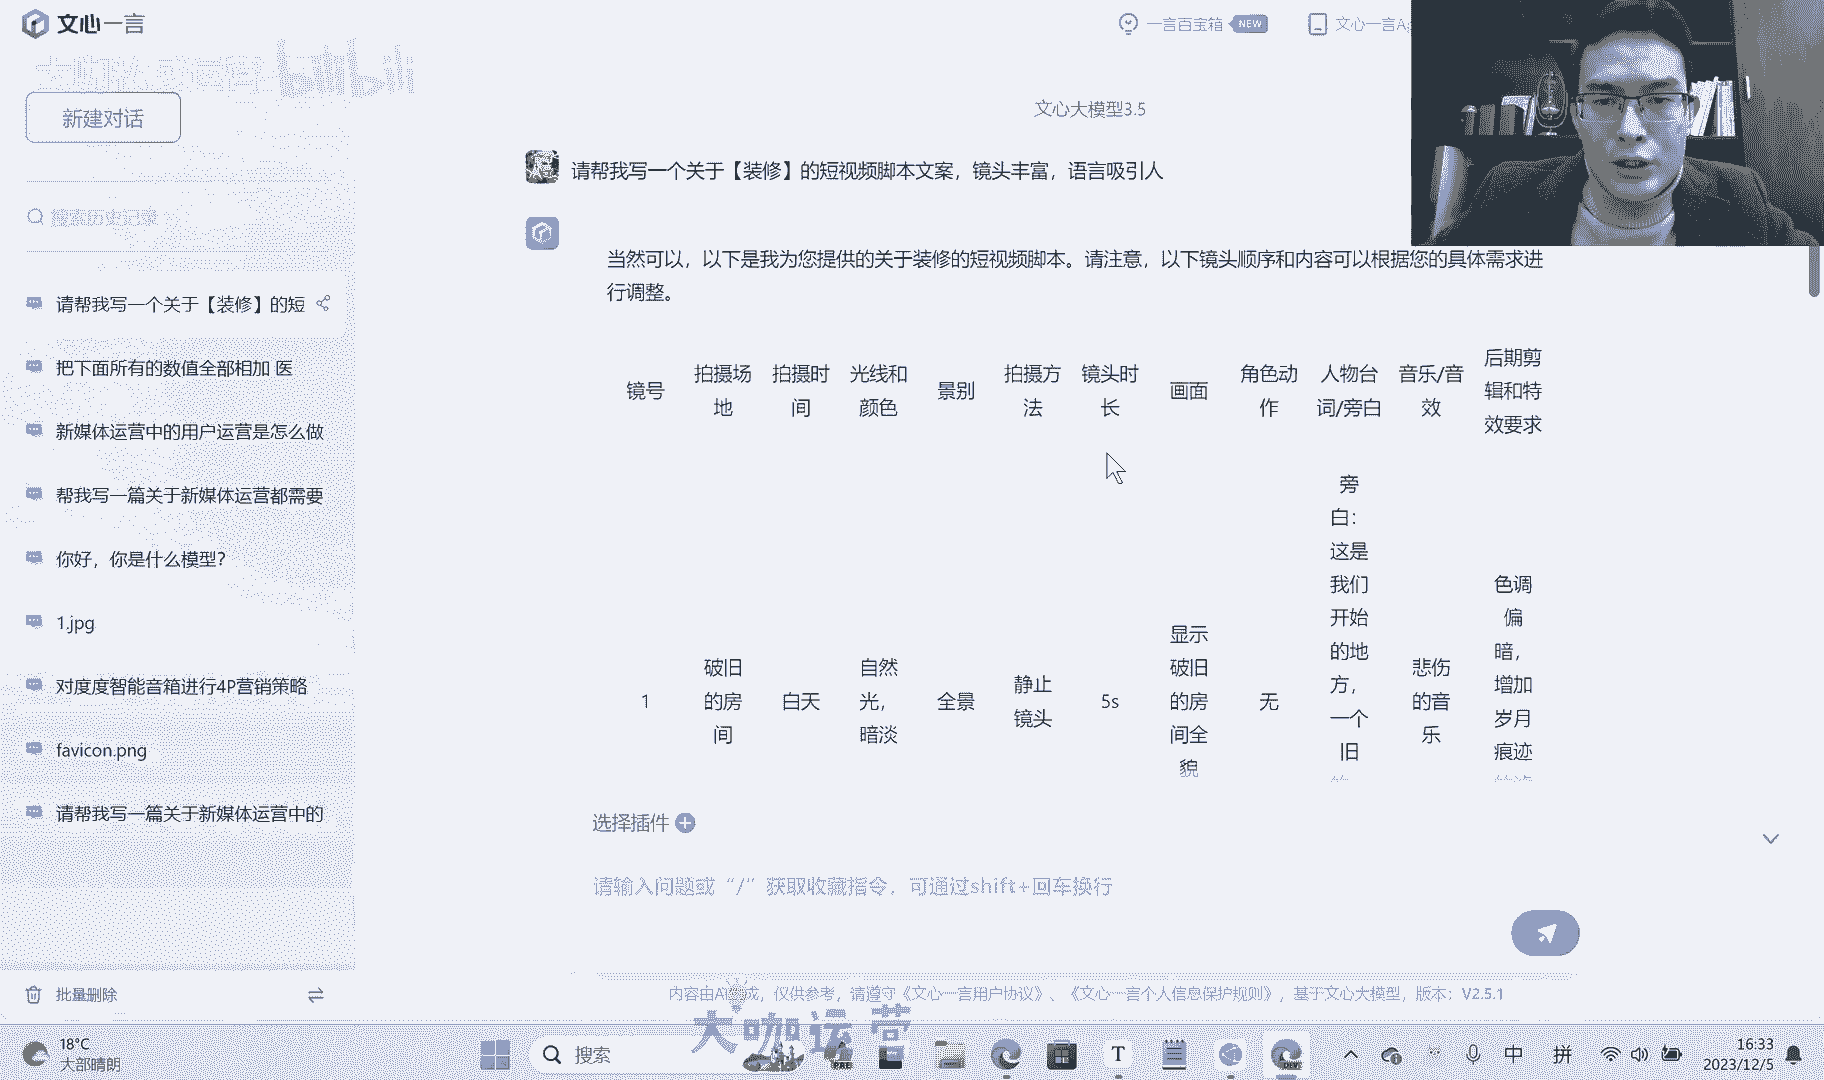 文心一言
一言百宝箱 NEW
文心一言A
bilibili
新建对话
搜索历史记录
请帮我写一个关于【装修】的短
把下面所有的数值全部相加 医
新媒体运营中的用户运营是怎么做
帮我写一篇关于新媒体运营都需要
你好，你是什么模型？
1.jpg
对度度智能音箱进行4P营销策略
favicon.png
请帮我写一篇关于新媒体运营中的
批量删除
文心大模型3.5
请帮我写一个关于【装修】的短视频脚本文案，镜头丰富，语言吸引人
当然可以，以下是我为您提供的关于装修的短视频脚本。请注意，以下镜头顺序和内容可以根据您的具体需求进
行调整。
镜号 拍摄场地 拍摄时间 光线和颜色 景别 拍摄方法 镜头时长 画面 角色动作 人物台词/旁白 音乐/音效 后期剪辑和特效要求
1 破旧的房间 白天 自然光，暗淡 全景 静止镜头 5s 显示破旧的房间全貌 无 旁白：这是我们开始的地方，一个旧 悲伤的音乐 色调偏暗，增加岁月痕迹
选择插件
请输入问题或“/”获取收藏指令，可通过shift+回车换行
内容由AI生成，仅供参考，请遵守《文心一言用户协议》、《文心一言个人信息保护规则》，基于文心大模型，版本：V2.5.1
大咖运营
18°C
大部晴朗
搜索
PRE
T
DEV
中
拼
16:33
2023/12/5